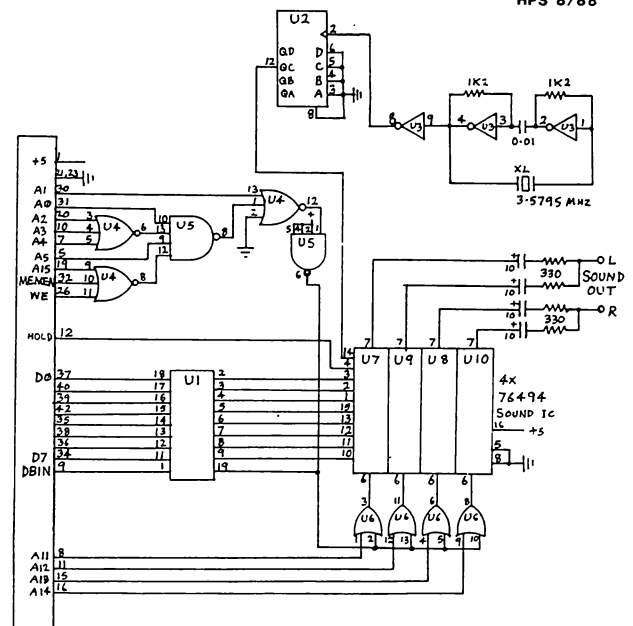 HPS 8/88
U2
12
QD
QC
QB
QA
D
C
B
A
6
5
4
3
2
8
1K2
1K2
8
U3
9
4
U3
3
0·01
2
U3
1
XL
3·5795 MHZ
+5
1
21,23
A1
30
A0
31
A2
20
A3
10
A4
7
A5
5
A15
19
MEMEN
32
WE
26
3
4
5
U4
6
9
10
11
U4
8
10
13
9
12
U5
8
13
1
2
U4
12
5
4
2
1
+
U5
6
HOLD
12
D0
37
40
39
42
35
38
36
D7
34
DBIN
9
18
17
16
15
14
13
12
11
1
U1
2
3
4
5
6
7
8
9
19
14
4
3
2
1
15
13
12
11
10
7
7
7
7
U7
U9
U8
U10
6
6
6
6
4x
76494
SOUND IC
16
+5
5
8
+
10
330
L
+
10
SOUND
OUT
+
10
R
330
+
10
3
11
6
8
U6
U6
U6
U6
1
2
12
13
4
5
9
10
A11
8
A12
11
A13
15
A14
16